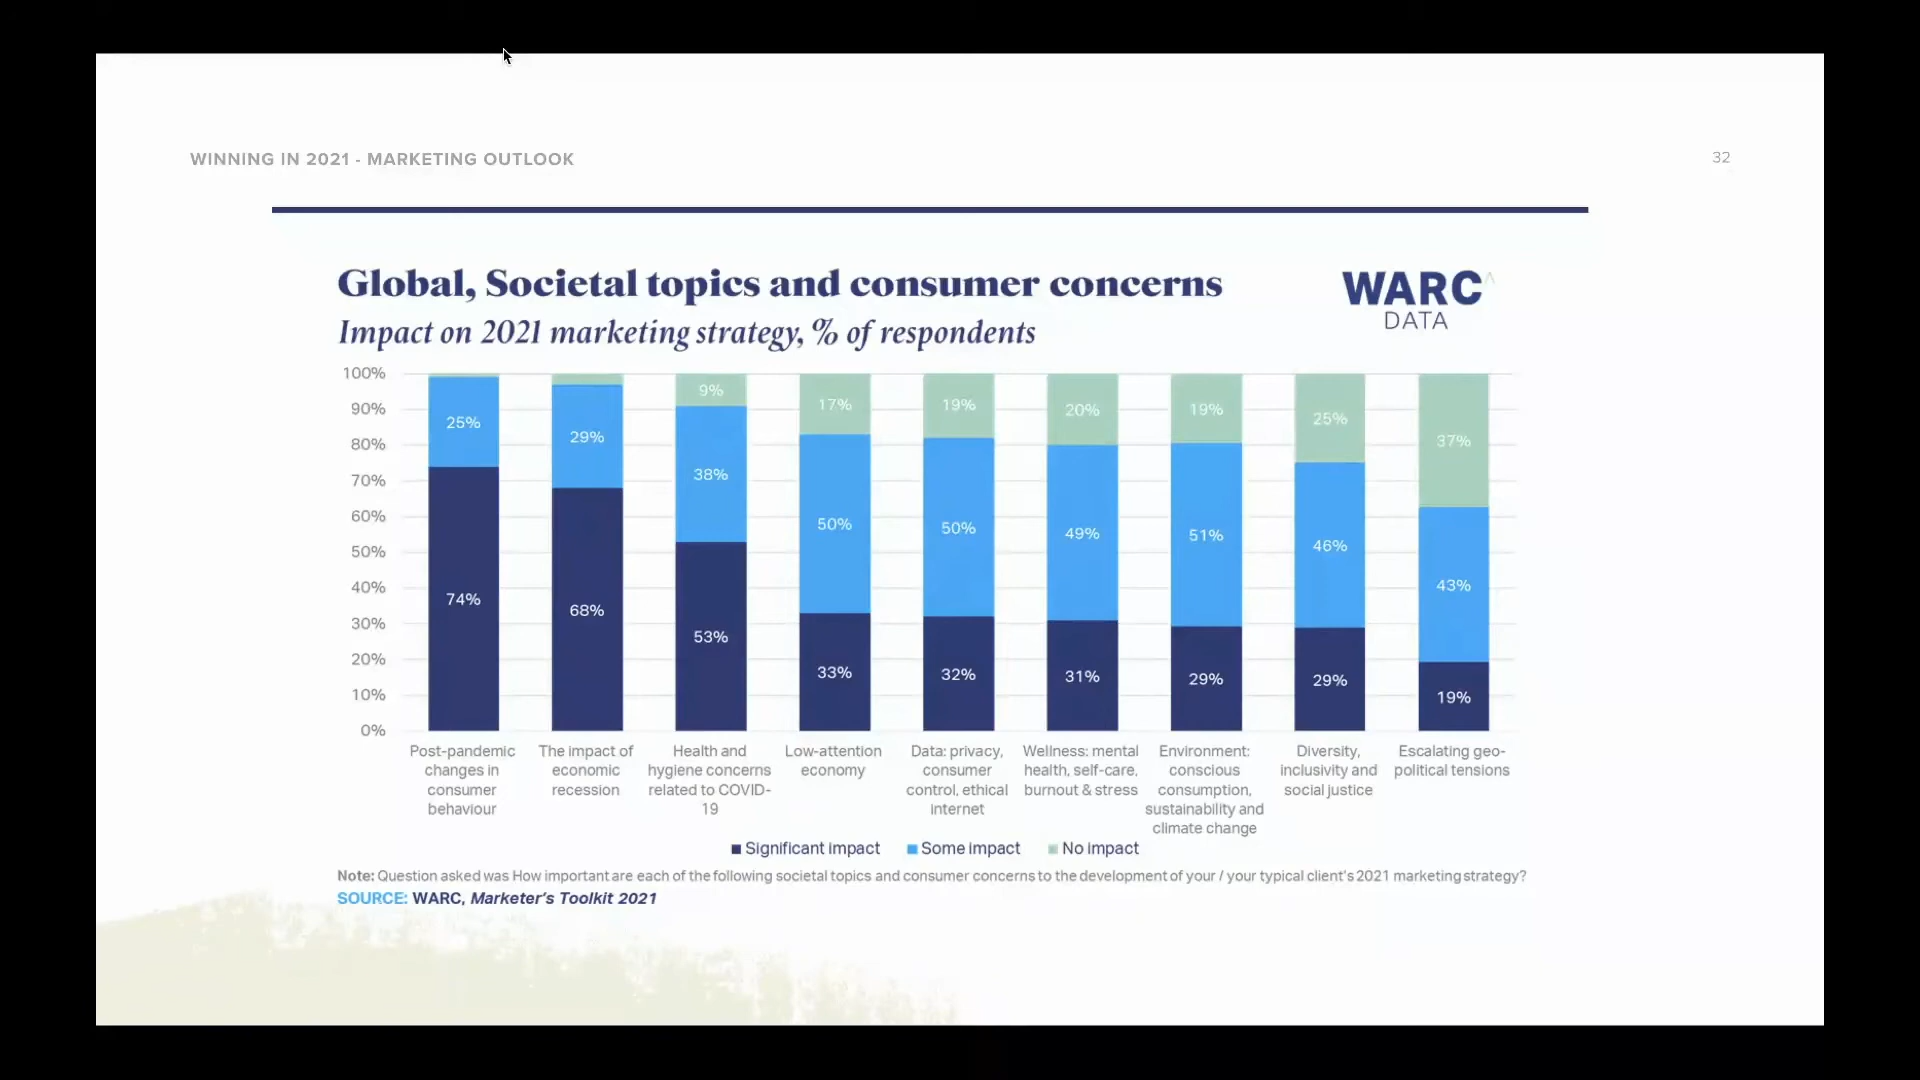 WINNING IN 2021 - MARKETING OUTLOOK
32
Global, Societal topics and consumer concerns
Impact on 2021 marketing strategy, % of respondents
WARC
DATA
100%
90%
80%
70%
60%
50%
40%
30%
20%
10%
0%
25%
74%
29%
68%
9%
38%
53%
17%
50%
33%
19%
50%
32%
20%
49%
31%
19%
51%
29%
25%
46%
29%
37%
43%
19%
Post-pandemic
changes in
consumer
behaviour
The impact of
economic
recession
Health and
hygiene concerns
related to COVID-
19
Low-attention
economy
Data: privacy,
consumer
control, ethical
internet
Wellness: mental
health, self-care,
burnout & stress
Environment:
conscious
consumption,
sustainability and
climate change
Diversity,
inclusivity and
social justice
Escalating geo-
political tensions
Significant impact
Some impact
No impact
Note: Question asked was How important are each of the following societal topics and consumer concerns to the development of your / your typical client's 2021 marketing strategy?
SOURCE: WARC, Marketer's Toolkit 2021